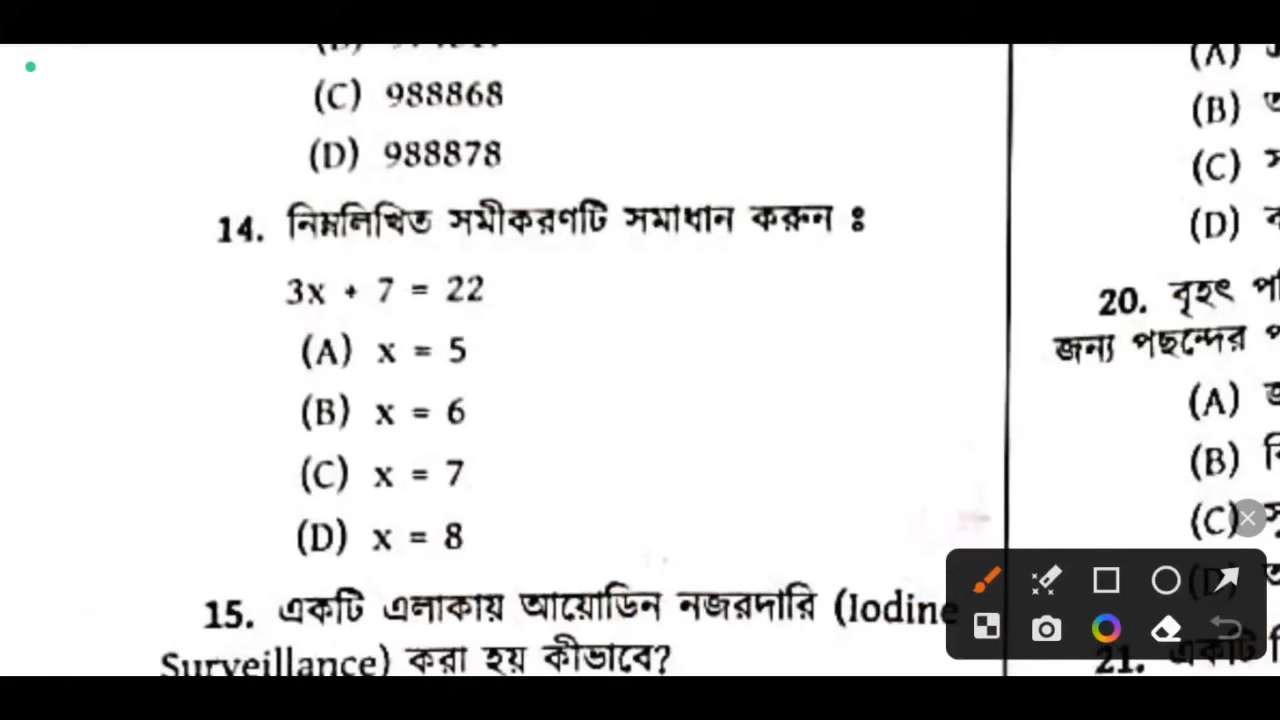 (C) 988868
(D) 988878
14. নিম্নলিখিত সমীকরণটি সমাধান করুন ঃ
3x + 7 = 22
(A) x = 5
(B) x = 6
(C) x = 7
(D) x = 8
15. একটি এলাকায় আয়োডিন নজরদারি (Iodine
Surveillance) করা হয় কীভাবে?
(A)
(B)
(C)
(D)
20. বৃহৎ
জন্য পছন্দের
(A)
(B)
(C)
(D)
21. একটি